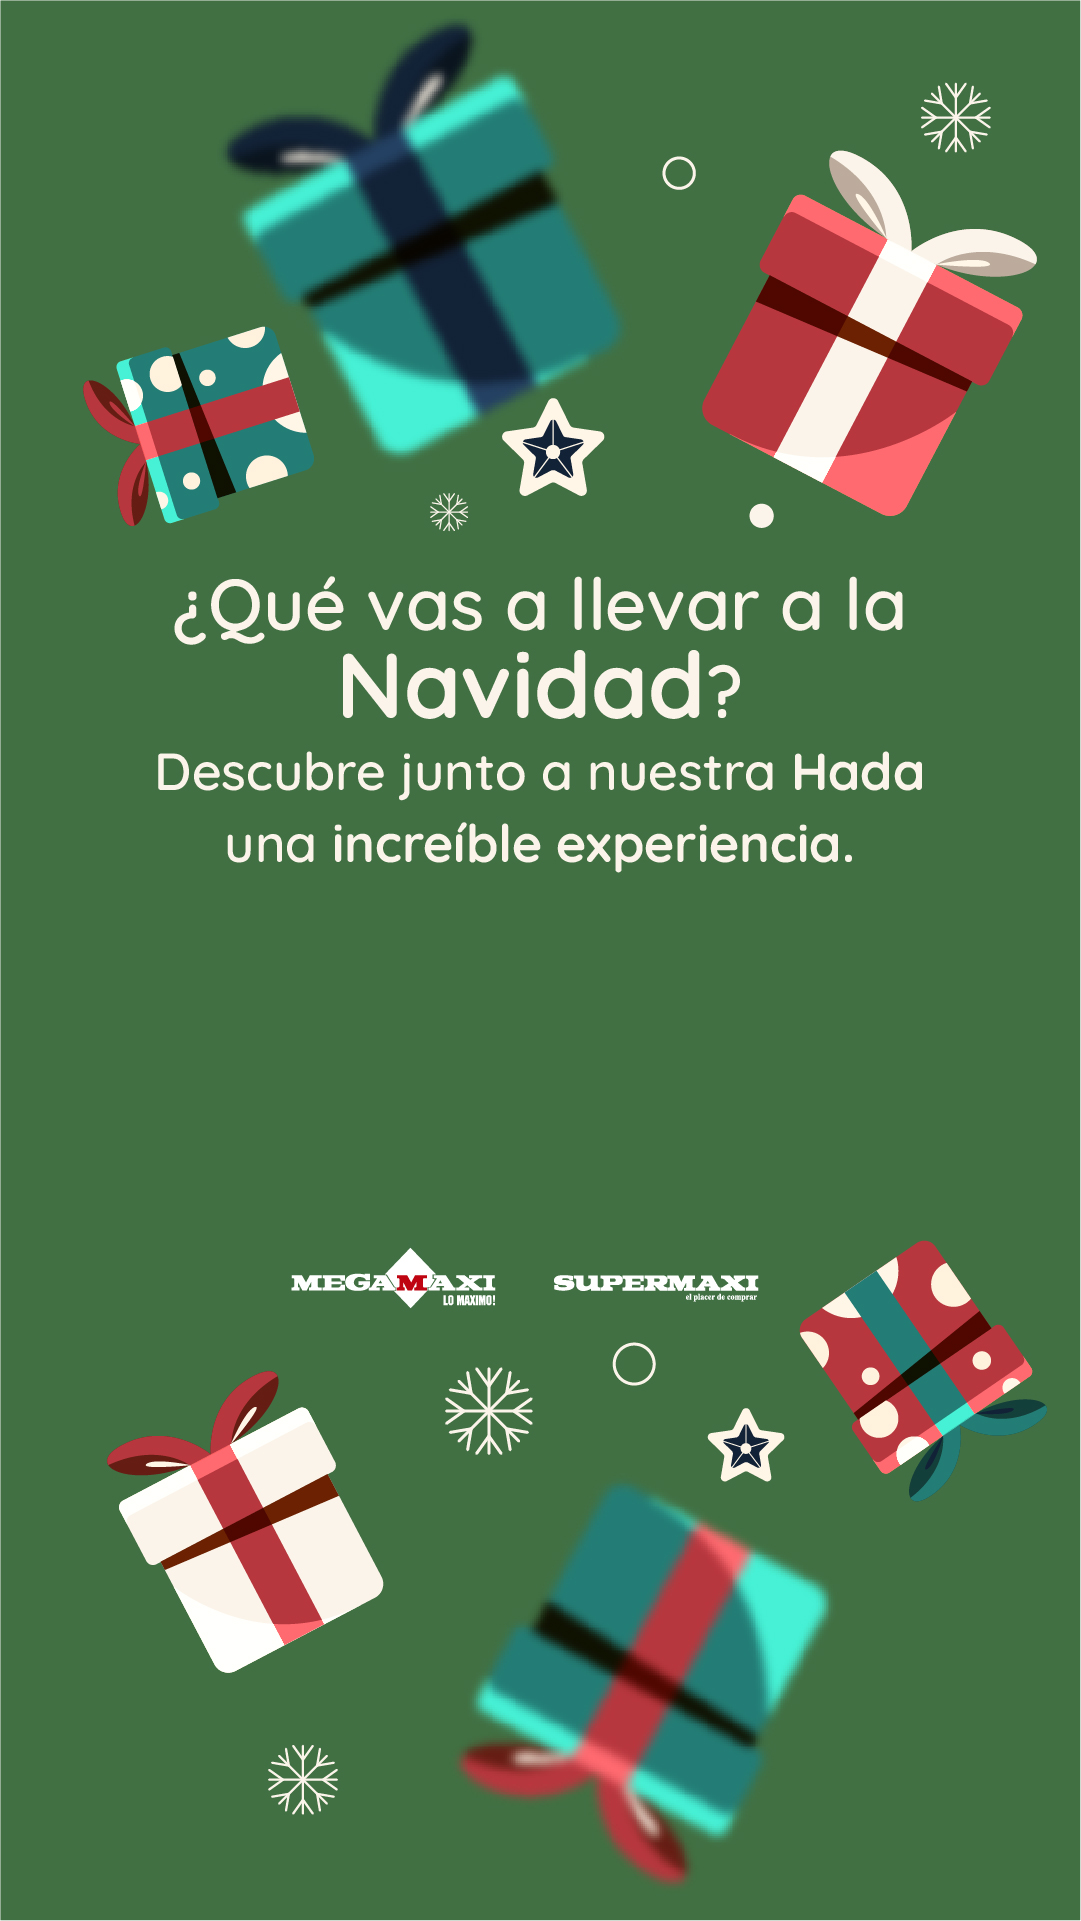 ¿Qué vas a llevar a la
Navidad?
Descubre junto a nuestra Hada
una increíble experiencia.
MEGAMAXI
LO MAXIMO!
SUPERMAXI
el placer de comprar